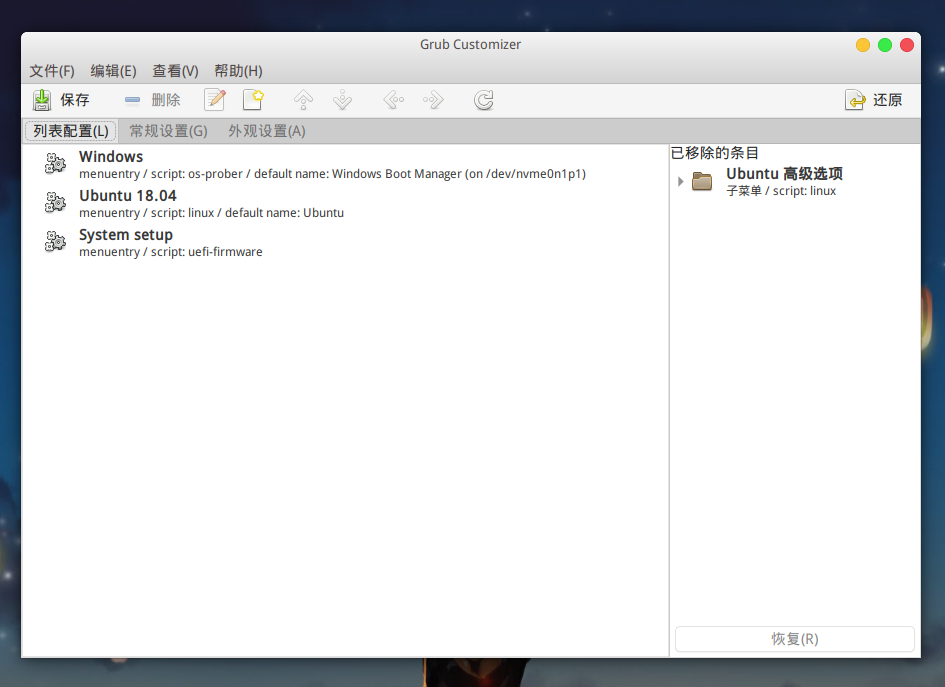 Grub Customizer
文件(F) 编辑(E) 查看(V) 帮助(H)
保存 删除 还原
列表配置(L) 常规设置(G) 外观设置(A)
Windows
menuentry / script: os-prober / default name: Windows Boot Manager (on /dev/nvme0n1p1)
Ubuntu 18.04
menuentry / script: linux / default name: Ubuntu
System setup
menuentry / script: uefi-firmware
已移除的条目
Ubuntu 高级选项
子菜单 / script: linux
恢复(R)